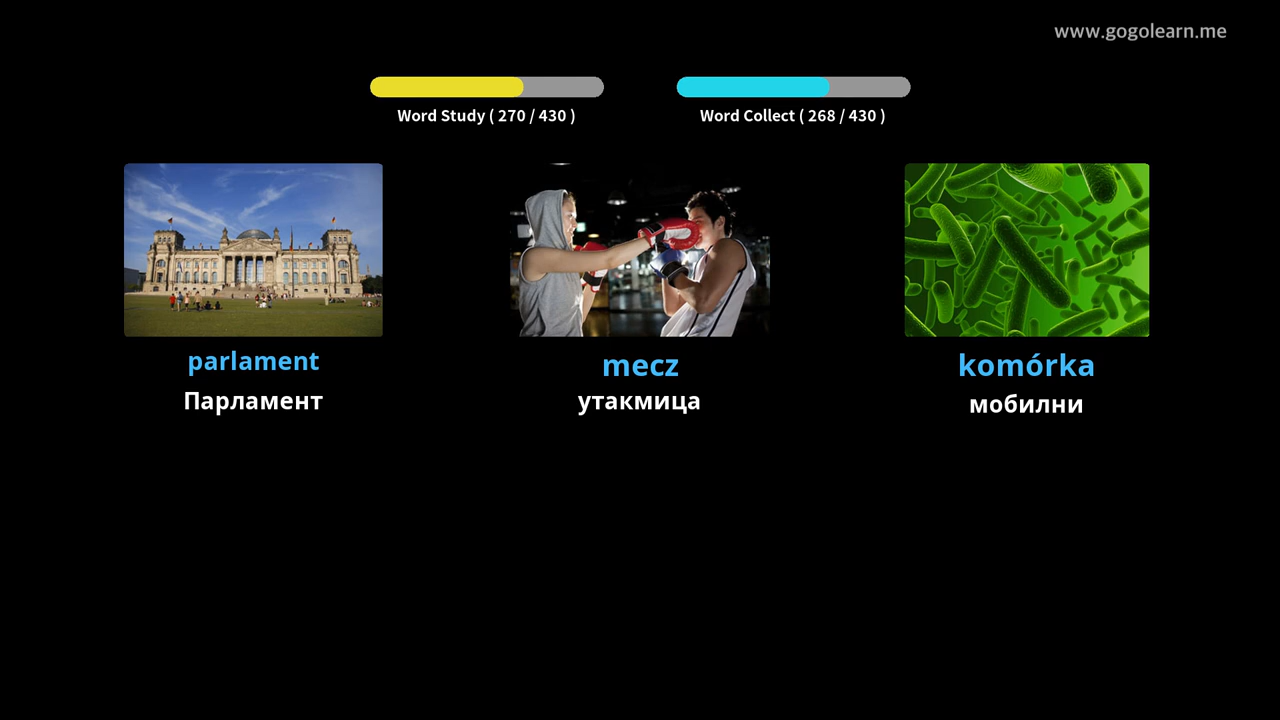 www.gogolearn.me
Word Study ( 270 / 430 )
Word Collect ( 268 / 430 )
parlament
Парламент
mecz
утакмица
komórka
мобилни